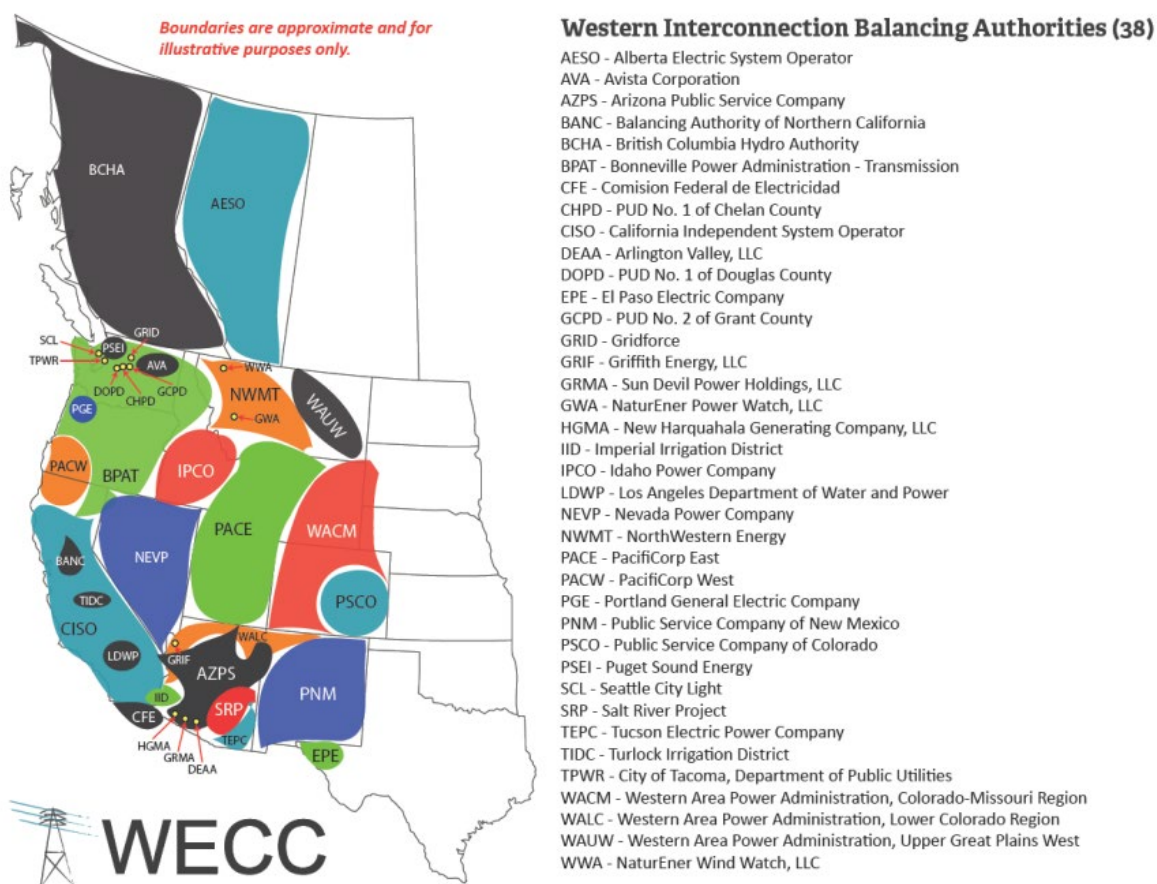 Boundaries are approximate and for
illustrative purposes only.
BCHA
AESO
SCL
PSEI
GRID
TPWR
AVA
WWA
DOPD
GCPD
CHPD
NWMT
PGE
GWA
WAUW
PACW
BPAT
IPCO
PACE
WACM
NEVP
BANC
TIDC
PSCO
CISO
WALC
LDWP
GRIF
AZPS
PNM
IID
SRP
CFE
TEPC
HGMA
GRMA
DEAA
EPE
WECC
Western Interconnection Balancing Authorities (38)
AESO - Alberta Electric System Operator
AVA - Avista Corporation
AZPS - Arizona Public Service Company
BANC - Balancing Authority of Northern California
BCHA - British Columbia Hydro Authority
BPAT - Bonneville Power Administration - Transmission
CFE - Comision Federal de Electricidad
CHPD - PUD No. 1 of Chelan County
CISO - California Independent System Operator
DEAA - Arlington Valley, LLC
DOPD - PUD No. 1 of Douglas County
EPE - El Paso Electric Company
GCPD - PUD No. 2 of Grant County
GRID - Gridforce
GRIF - Griffith Energy, LLC
GRMA - Sun Devil Power Holdings, LLC
GWA - NaturEner Power Watch, LLC
HGMA - New Harquahala Generating Company, LLC
IID - Imperial Irrigation District
IPCO - Idaho Power Company
LDWP - Los Angeles Department of Water and Power
NEVP - Nevada Power Company
NWMT - NorthWestern Energy
PACE - PacifiCorp East
PACW - PacifiCorp West
PGE - Portland General Electric Company
PNM - Public Service Company of New Mexico
PSCO - Public Service Company of Colorado
PSEI - Puget Sound Energy
SCL - Seattle City Light
SRP - Salt River Project
TEPC - Tucson Electric Power Company
TIDC - Turlock Irrigation District
TPWR - City of Tacoma, Department of Public Utilities
WACM - Western Area Power Administration, Colorado-Missouri Region
WALC - Western Area Power Administration, Lower Colorado Region
WAUW - Western Area Power Administration, Upper Great Plains West
WWA - NaturEner Wind Watch, LLC